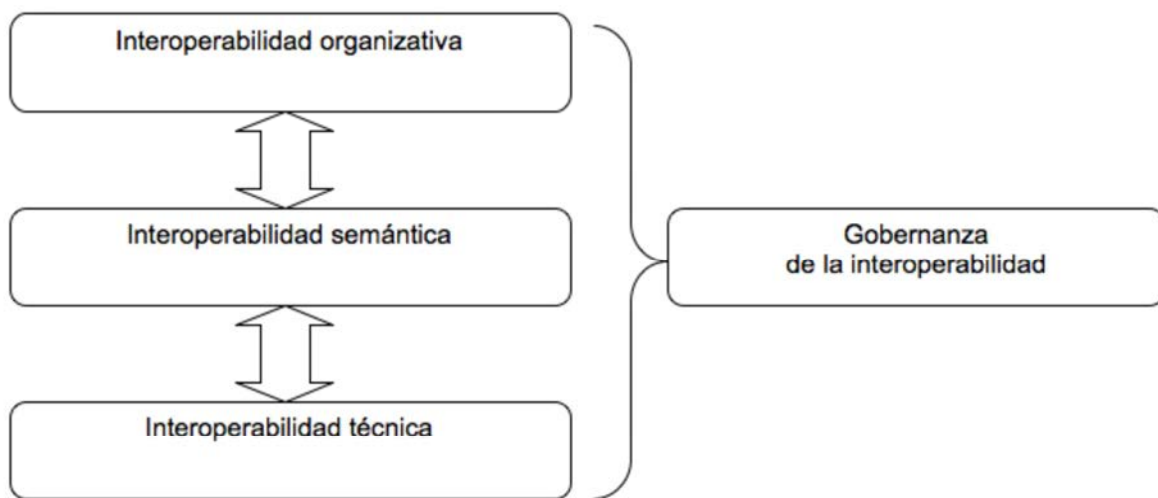 Interoperabilidad organizativa
Interoperabilidad semántica
Interoperabilidad técnica
Gobernanza
de la interoperabilidad